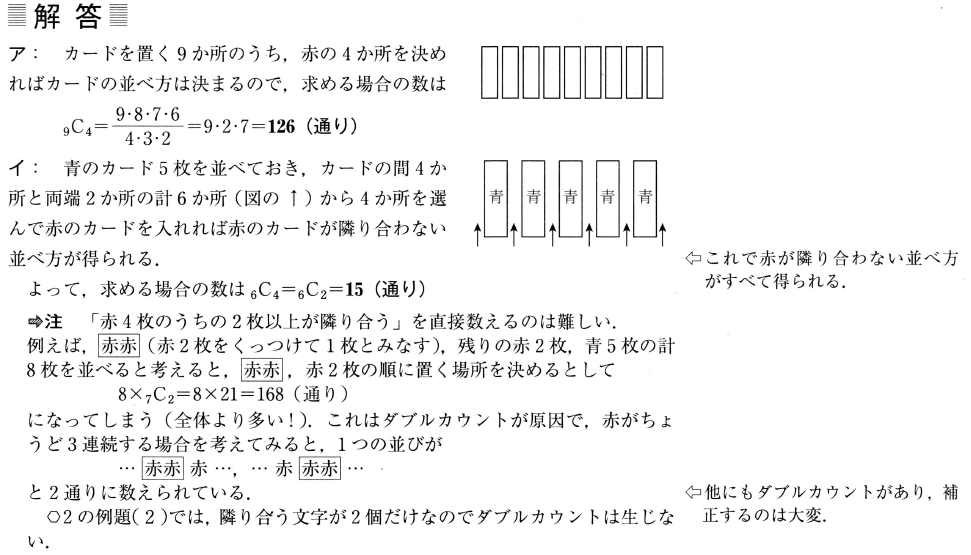 解答
ア： カードを置く9か所のうち，赤の4か所を決め
ればカードの並べ方は決まるので，求める場合の数は
₉C₄=9·8·7·6/4·3·2=9·2·7=126（通り）
イ： 青のカード5枚を並べておき，カードの間4か
所と両端2か所の計6か所（図の↑）から4か所を選
んで赤のカードを入れれば赤のカードが隣り合わない
並べ方が得られる．
青 青 青 青 青
⇦これで赤が隣り合わない並べ方
がすべて得られる．
よって，求める場合の数は ₆C₄=₆C₂=15（通り）
➾注 「赤4枚のうちの2枚以上が隣り合う」を直接数えるのは難しい．
例えば，赤赤（赤2枚をくっつけて1枚とみなす），残りの赤2枚，青5枚の計
8枚を並べると考えると，赤赤，赤2枚の順に置く場所を決めるとして
8×₇C₂=8×21=168（通り）
になってしまう（全体より多い！）．これはダブルカウントが原因で，赤がちょ
うど3連続する場合を考えてみると，1つの並びが
… 赤赤 赤 …，… 赤 赤赤 …
と2通りに数えられている．
⇦他にもダブルカウントがあり，補
正するのは大変．
○2の例題(2)では，隣り合う文字が2個だけなのでダブルカウントは生じな
い．